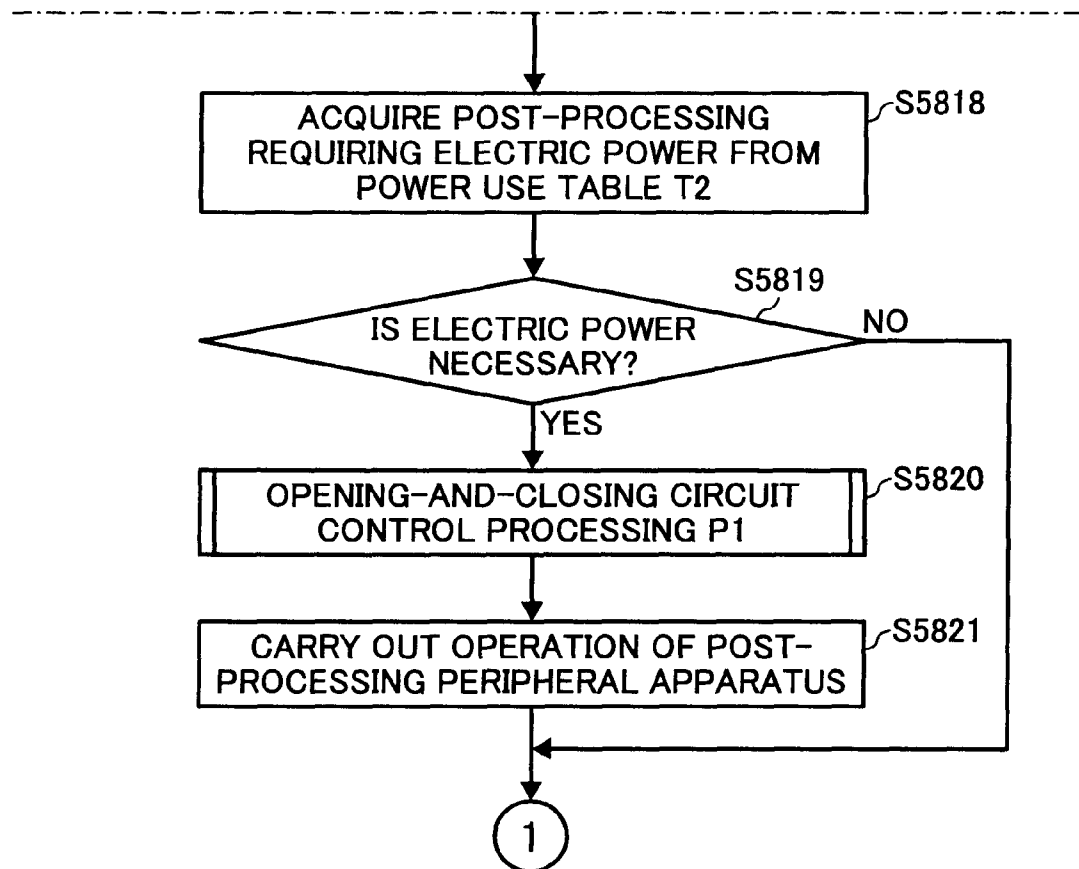 S5818
ACQUIRE POST-PROCESSING
REQUIRING ELECTRIC POWER FROM
POWER USE TABLE T2
S5819
IS ELECTRIC POWER
NECESSARY?
NO
YES
S5820
OPENING-AND-CLOSING CIRCUIT
CONTROL PROCESSING P1
S5821
CARRY OUT OPERATION OF POST-
PROCESSING PERIPHERAL APPARATUS
1